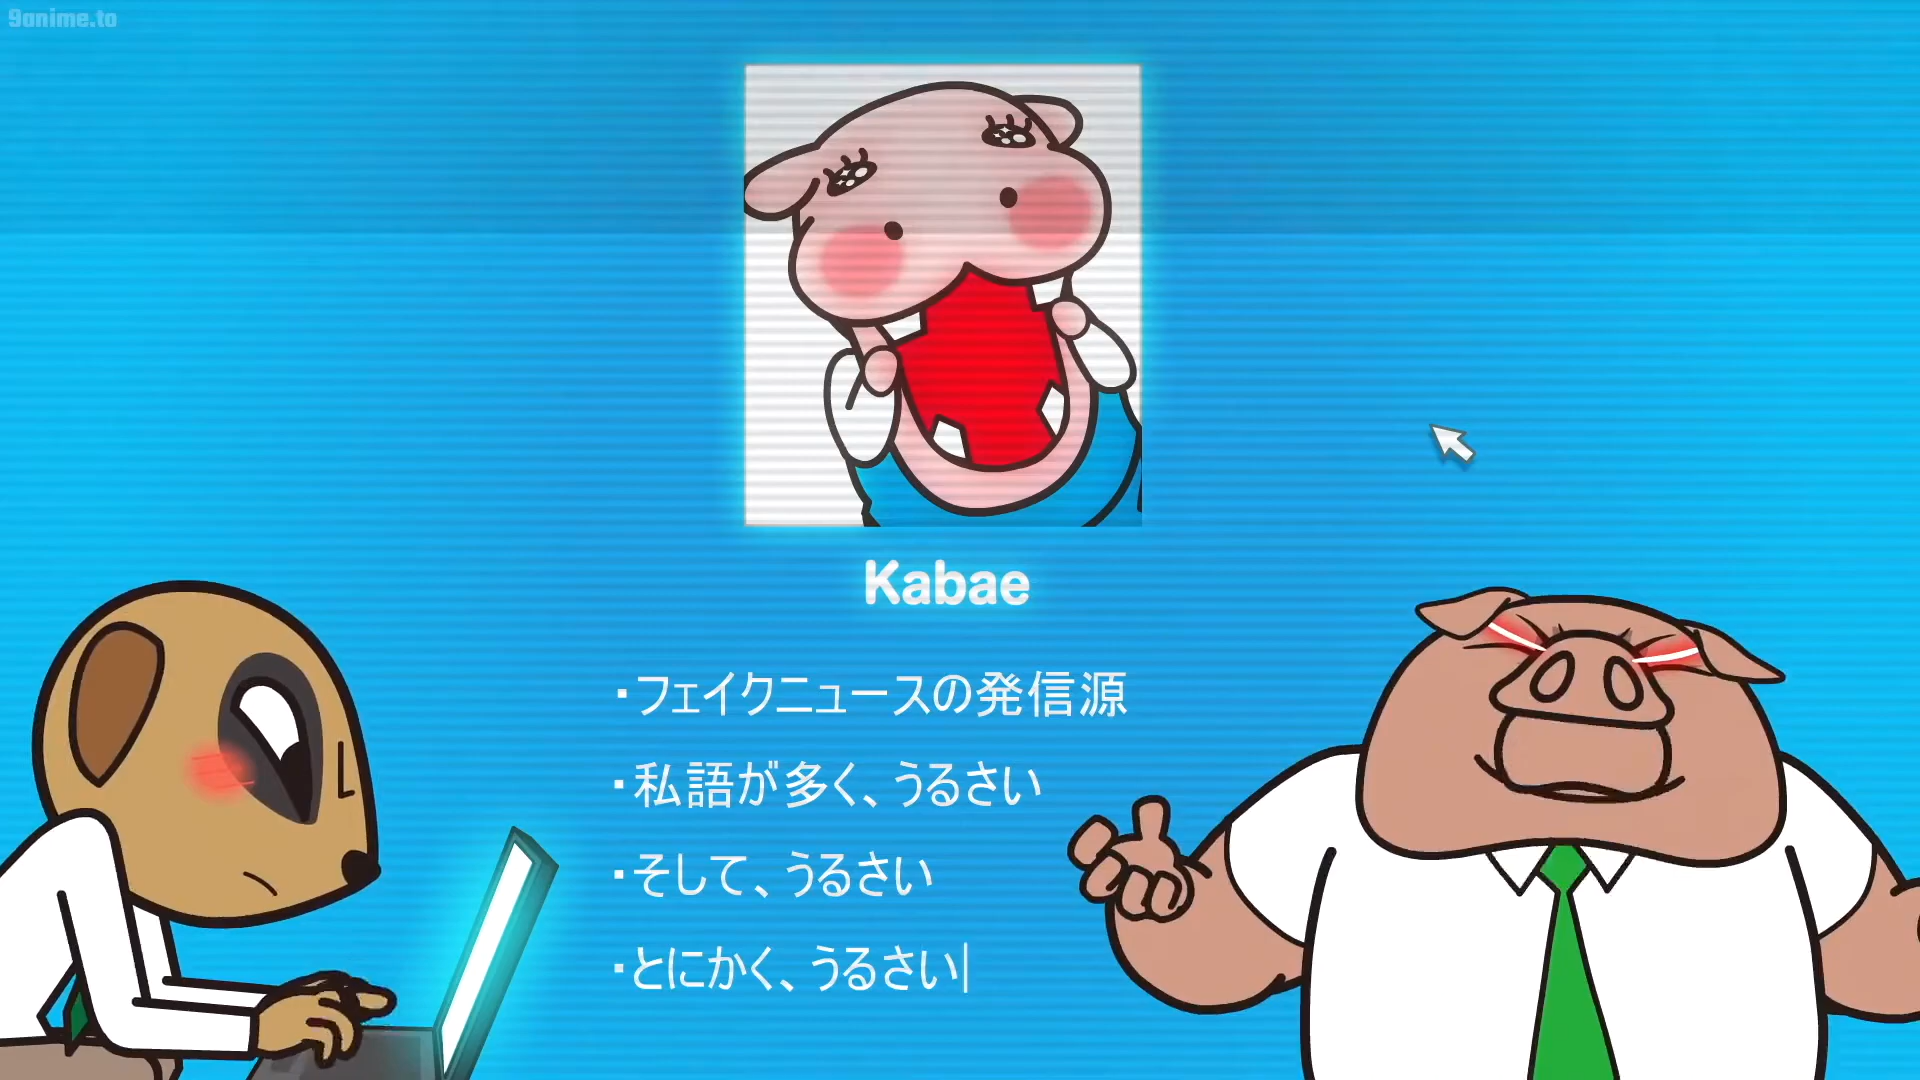 9anime.to
Kabae
・フェイクニュースの発信源
・私語が多く、うるさい
・そして、うるさい
・とにかく、うるさい